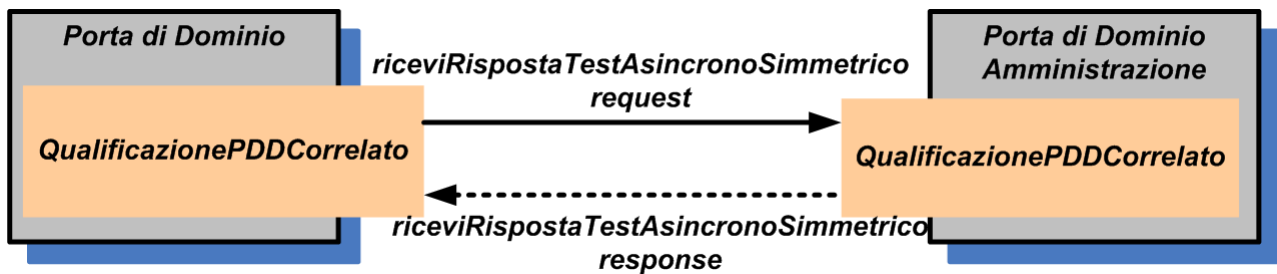 Porta di Dominio
QualificazionePDDCorrelato
riceviRispostaTestAsincronoSimmetrico
request
riceviRispostaTestAsincronoSimmetrico
response
Porta di Dominio
Amministrazione
QualificazionePDDCorrelato